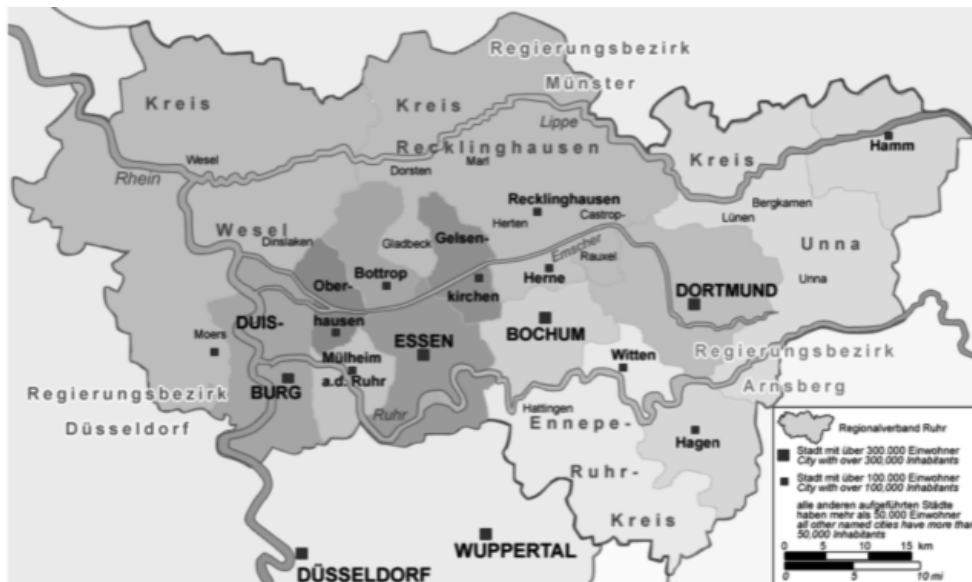 Regierungsbezirk
Münster
Kreis
Kreis
Lippe
Recklinghausen
Hamm
Wesel
Marl
Kreis
Rhein
Dorsten
Bergkamen
Recklinghausen
Castrop-
Lünen
Herten
Wesel
Gelsen-
Unna
Dinslaken
Gladbeck
Emscher
Rauxel
Bottrop
Ober-
Herne
Unna
kirchen
DORTMUND
DUIS-
hausen
BOCHUM
Moers
ESSEN
Mülheim
Witten
Regierungsbezirk
a.d. Ruhr
BURG
Arnsberg
Regierungsbezirk
Ruhr
Hattingen
Düsseldorf
Ennepe-
Hagen
Ruhr-
Kreis
WUPPERTAL
DÜSSELDORF
Regionalverband Ruhr
Stadt mit über 300.000 Einwohner
City with over 300,000 Inhabitants
Stadt mit über 100.000 Einwohner
City with over 100,000 Inhabitants
alle anderen aufgeführten Städte
haben mehr als 50.000 Einwohner
all other named cities have more than
50,000 Inhabitants
0 5 10 15 km
0 5 10 mi